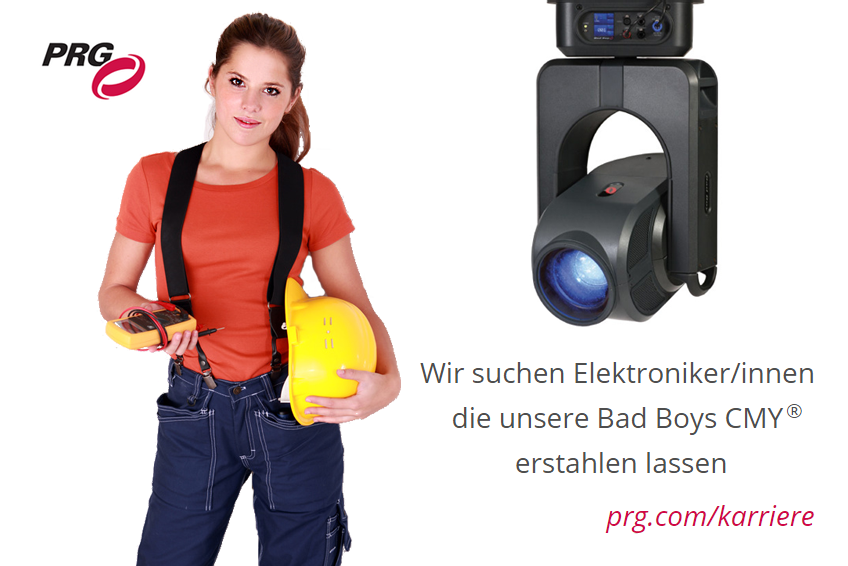 PRG
Wir suchen Elektroniker/innen
die unsere Bad Boys CMY®
erstahlen lassen
prg.com/karriere